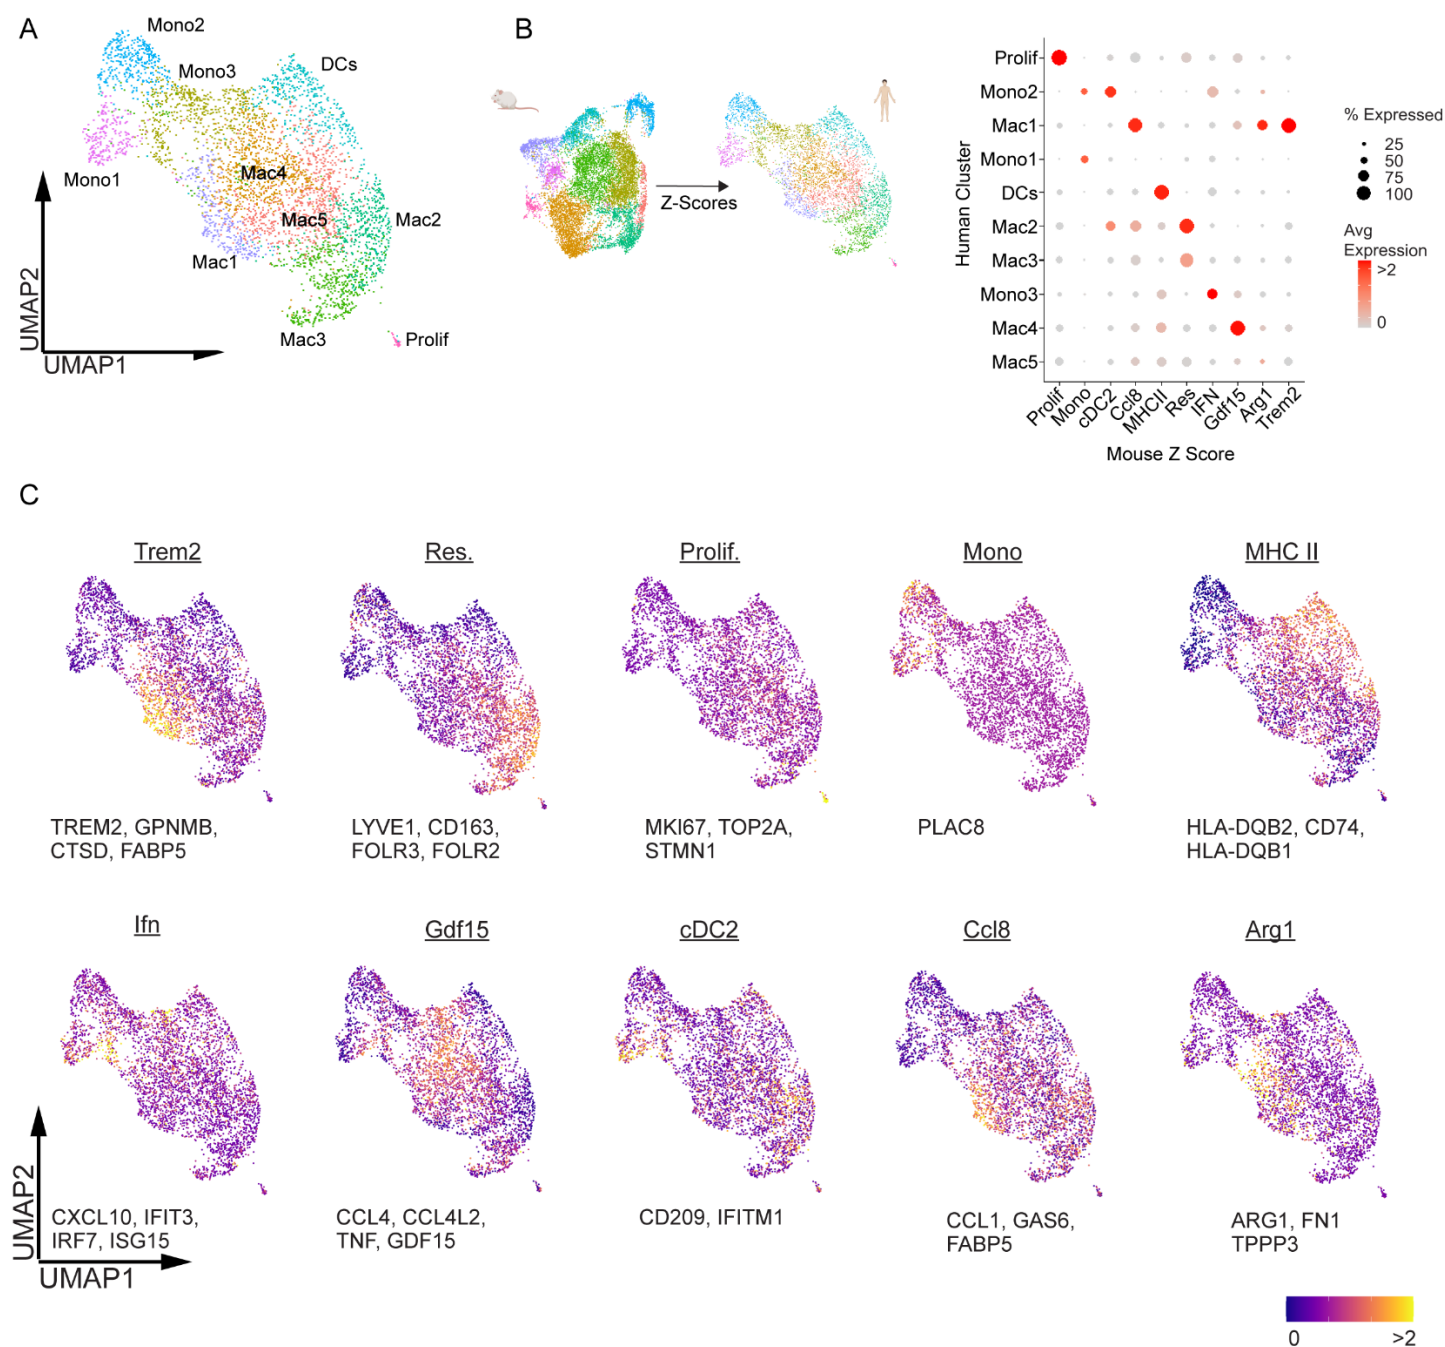 A
Mono2
Mono3
DCs
Mono1
Mac4
Mac5
Mac2
Mac1
Mac3
Prolif
UMAP2
UMAP1
B
Z-Scores
Human Cluster
Prolif
Mono2
Mac1
Mono1
DCs
Mac2
Mac3
Mono3
Mac4
Mac5
Prolif
Mono
cDC2
Ccl8
MHCII
Res
IFN
Gdf15
Arg1
Trem2
Mouse Z Score
% Expressed
25
50
75
100
Avg
Expression
>2
0
C
Trem2
Res.
Prolif.
Mono
MHC II
TREM2, GPNMB,
CTSD, FABP5
LYVE1, CD163,
FOLR3, FOLR2
MKI67, TOP2A,
STMN1
PLAC8
HLA-DQB2, CD74,
HLA-DQB1
Ifn
Gdf15
cDC2
Ccl8
Arg1
CXCL10, IFIT3,
IRF7, ISG15
CCL4, CCL4L2,
TNF, GDF15
CD209, IFITM1
CCL1, GAS6,
FABP5
ARG1, FN1
TPPP3
UMAP2
UMAP1
0
>2